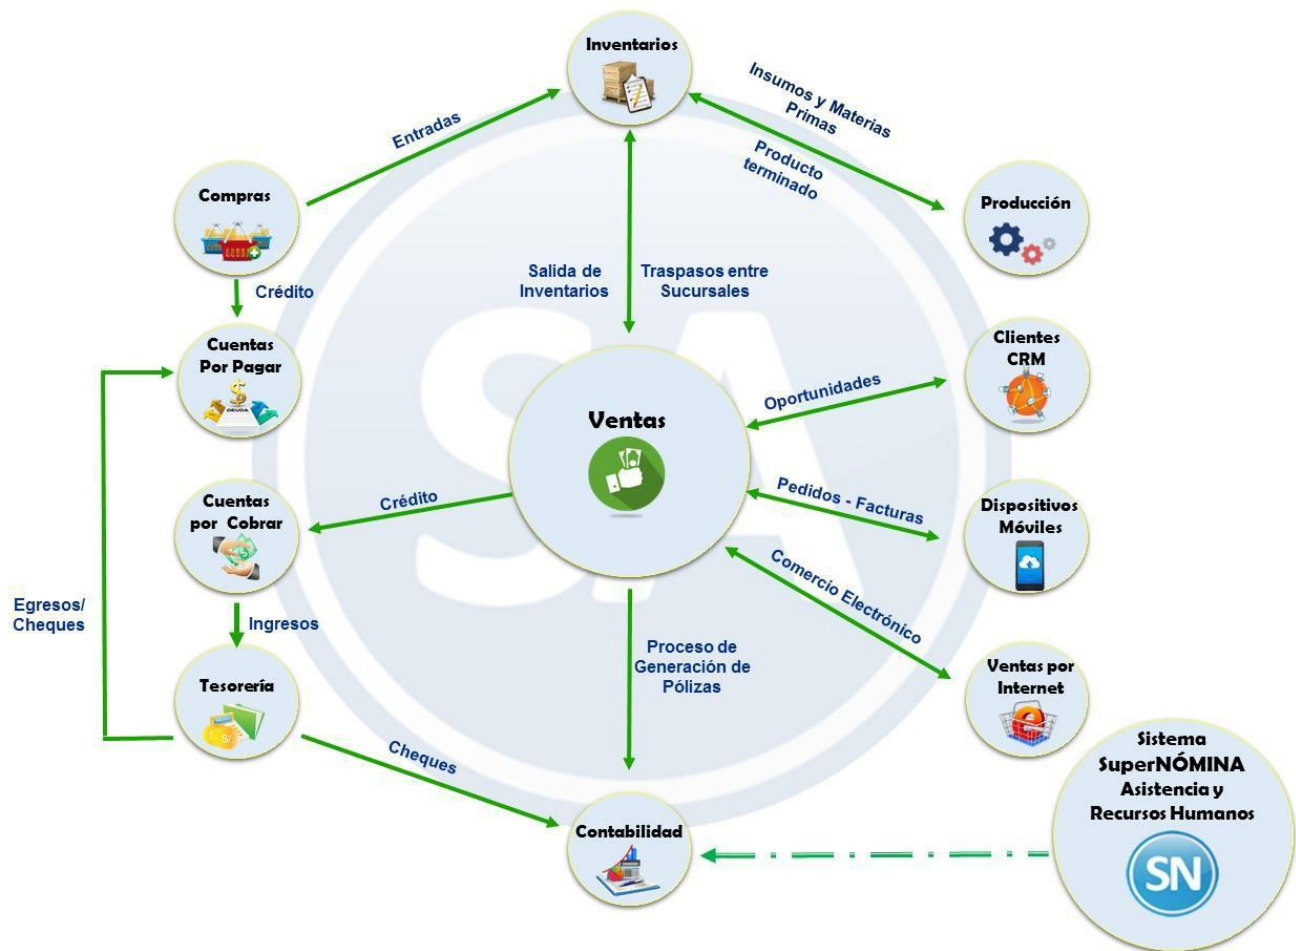 Inventarios
Insumos y Materias
Primas
Entradas
Producto
terminado
Compras
Producción
Salida de
Inventarios
Traspasos entre
Sucursales
Crédito
Cuentas
Por Pagar
DEUDA
Clientes
CRM
Oportunidades
Ventas
Crédito
Pedidos - Facturas
Cuentas
por Cobrar
Dispositivos
Móviles
Comercio Electrónico
Egresos/
Cheques
Ingresos
Proceso de
Generación de
Pólizas
Tesorería
Ventas por
Internet
Cheques
Contabilidad
Sistema
SuperNÓMINA
Asistencia y
Recursos Humanos
SN
SA